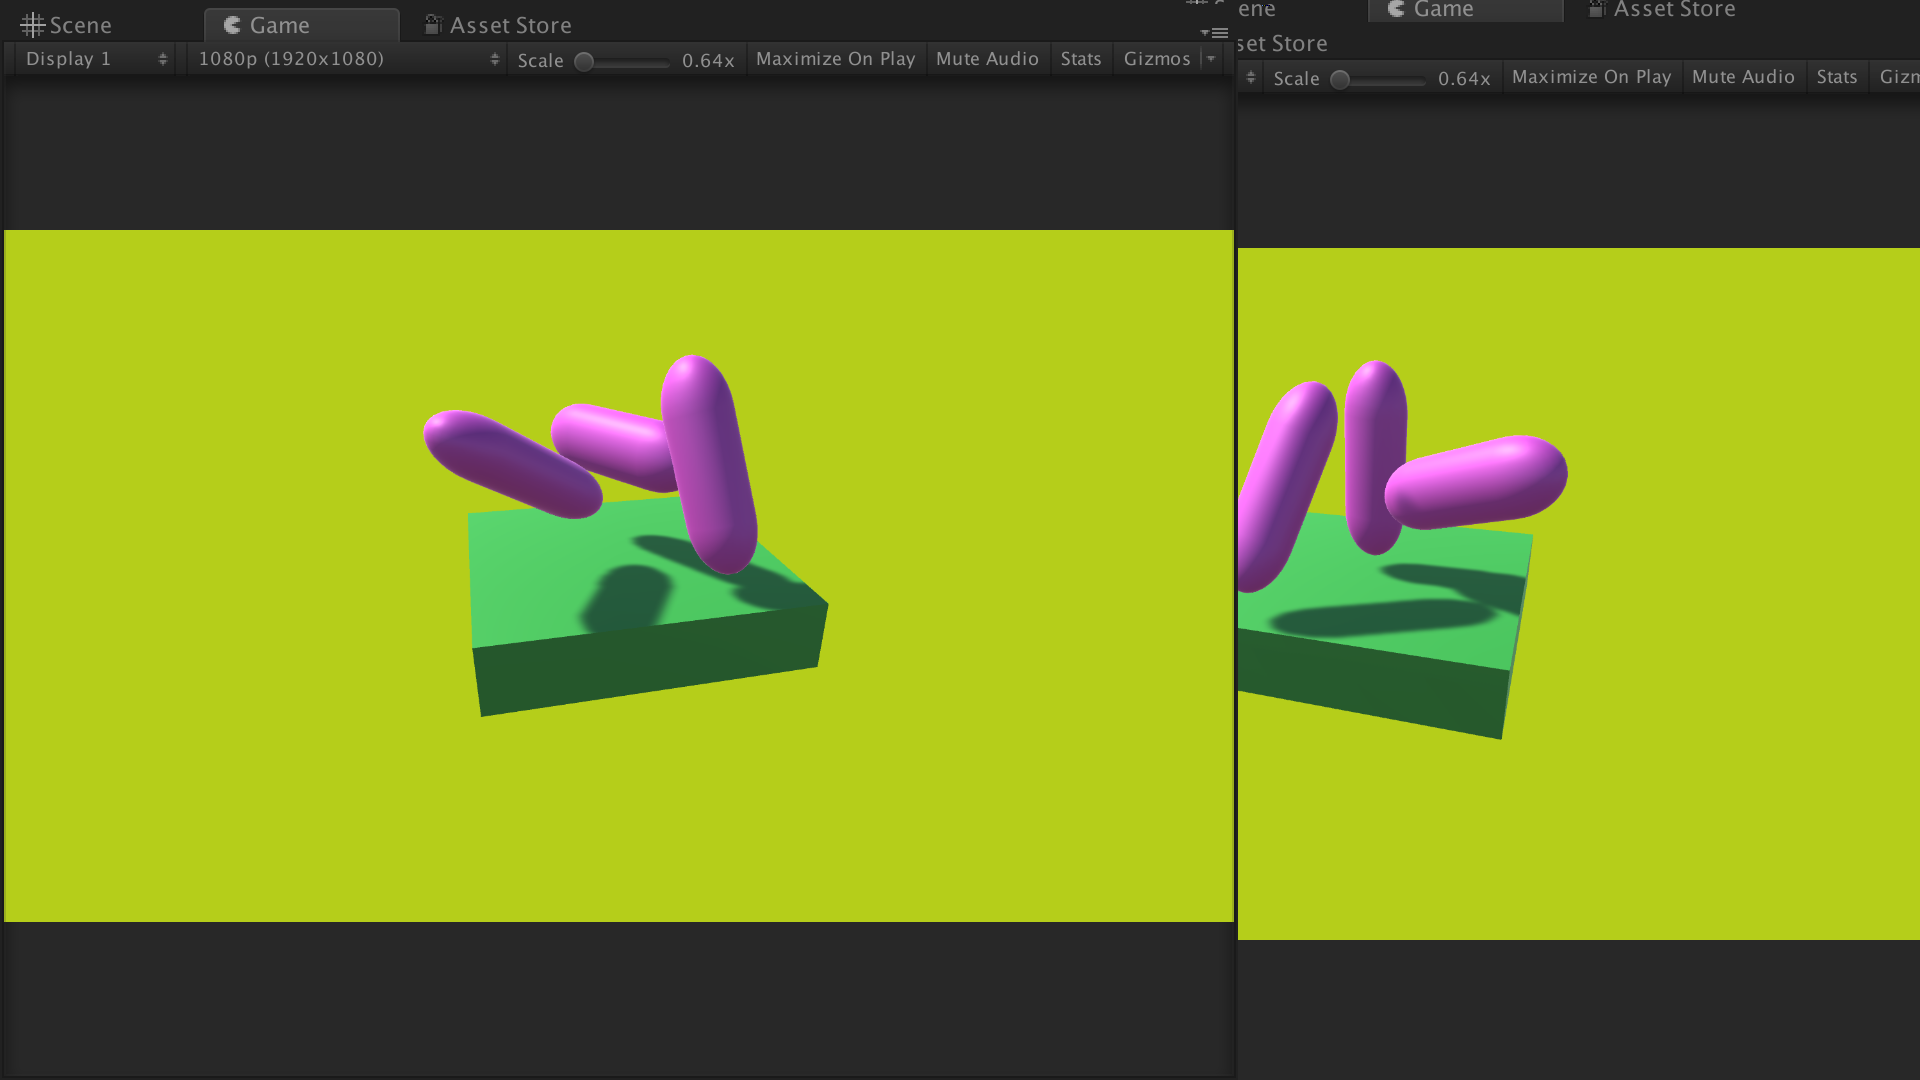 Scene Game Asset Store
Display 1 1080p (1920x1080) Scale 0.64x Maximize On Play Mute Audio Stats Gizmos
ene Game Asset Store
set Store
Scale 0.64x Maximize On Play Mute Audio Stats Gizm